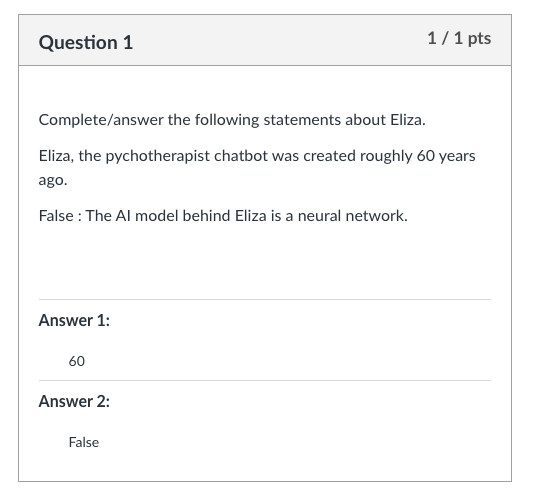 Question 1
1 / 1 pts
Complete/answer the following statements about Eliza.
Eliza, the pychotherapist chatbot was created roughly 60 years
ago.
False : The AI model behind Eliza is a neural network.
Answer 1:
60
Answer 2:
False